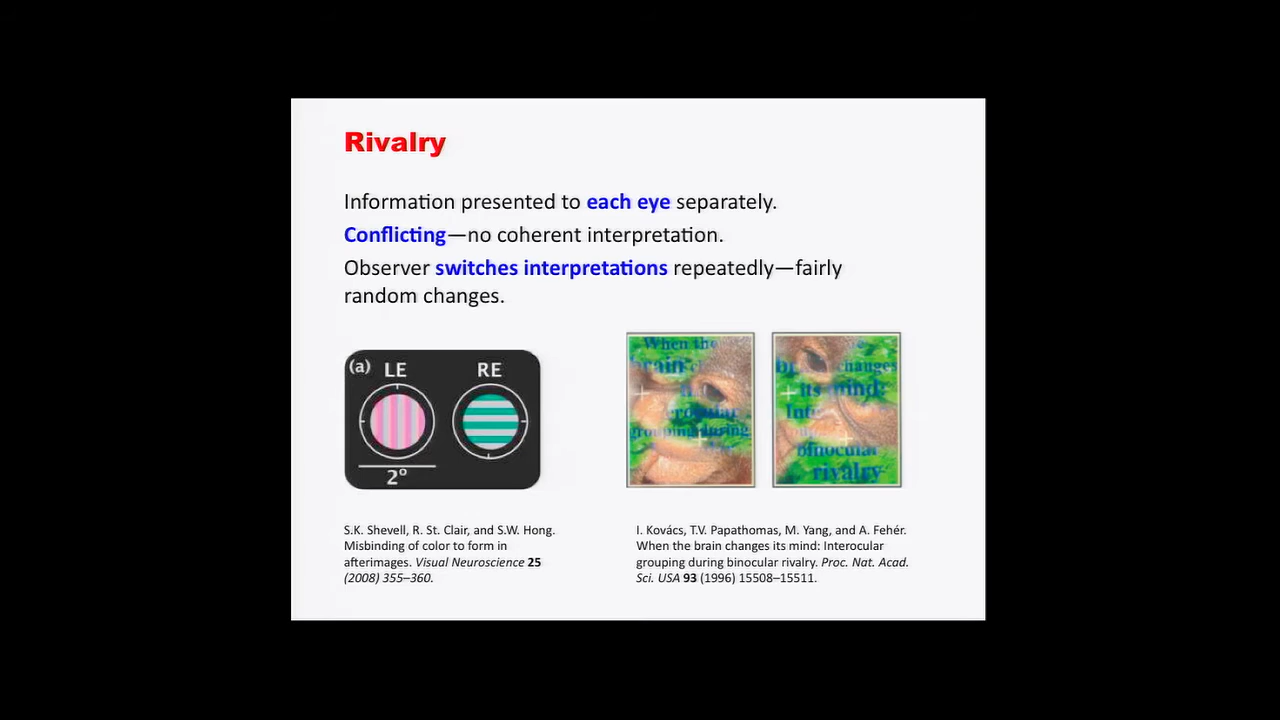 Rivalry
Information presented to each eye separately.
Conflicting—no coherent interpretation.
Observer switches interpretations repeatedly—fairly
random changes.
(a) LE RE
2°
When the
brain
grouping during
changes
its mind:
binocular
rivalry
S.K. Shevell, R. St. Clair, and S.W. Hong.
Misbinding of color to form in
afterimages. Visual Neuroscience 25
(2008) 355–360.
I. Kovács, T.V. Papathomas, M. Yang, and A. Fehér.
When the brain changes its mind: Interocular
grouping during binocular rivalry. Proc. Nat. Acad.
Sci. USA 93 (1996) 15508–15511.